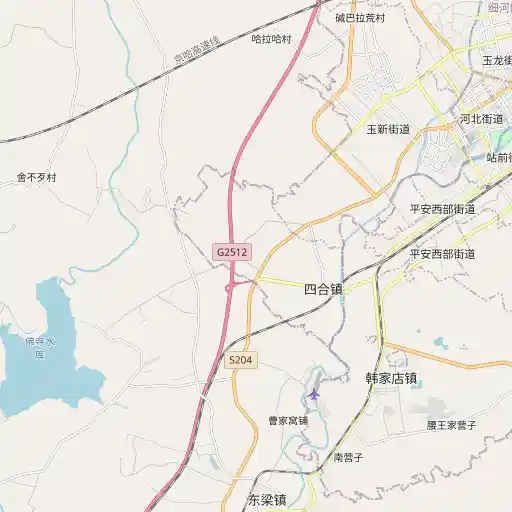 细河
碱巴拉荒村
哈拉哈村
京哈高速线
玉龙街
河北街道
玉新街道
站前街
舍不歹村
平安西部街道
G2512
平安西部街道
四合镇
佛寺水
库
S204
韩家店镇
曹家窝铺
腰王家营子
南营子
东梁镇